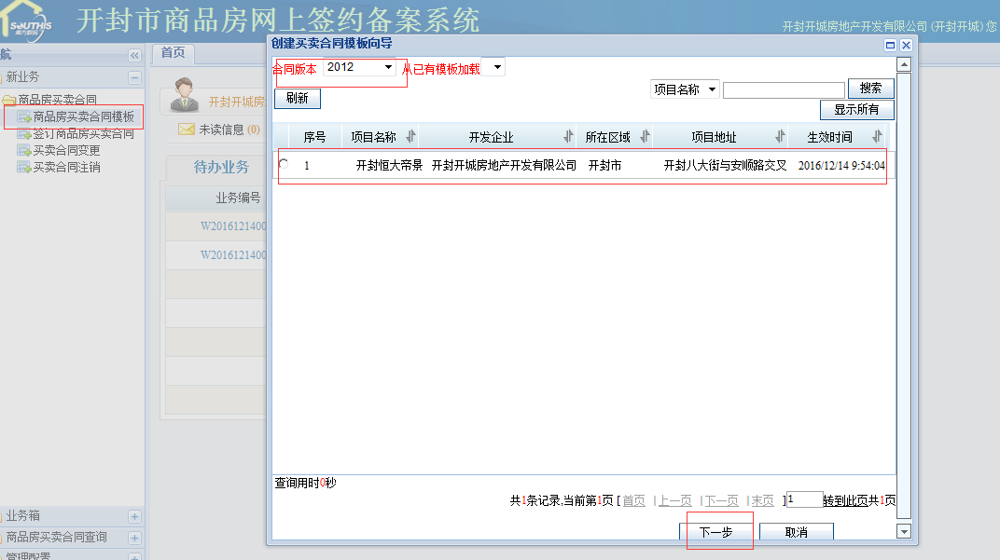 SOUTHIS
南方数码
开封市商品房网上签约备案系统
开封开城房地产开发有限公司 (开封开城) 您
航
新业务
商品房买卖合同
商品房买卖合同模板
签订商品房买卖合同
买卖合同变更
买卖合同注销
业务箱
商品房买卖合同查询
管理配置
首页
开封开城房
未读信息 (0)
待办业务
业务编号
W2016121400
W2016121400
创建买卖合同模板向导
合同版本 2012 从已有模板加载
刷新
项目名称 搜索
显示所有
序号 项目名称 开发企业 所在区域 项目地址 生效时间
1 开封恒大帝景 开封开城房地产开发有限公司 开封市 开封八大街与安顺路交叉 2016/12/14 9:54:04
查询用时0秒
共1条记录,当前第1页 [ 首页 | 上一页 | 下一页 | 末页 ] 1 转到此页共1页
下一步 取消